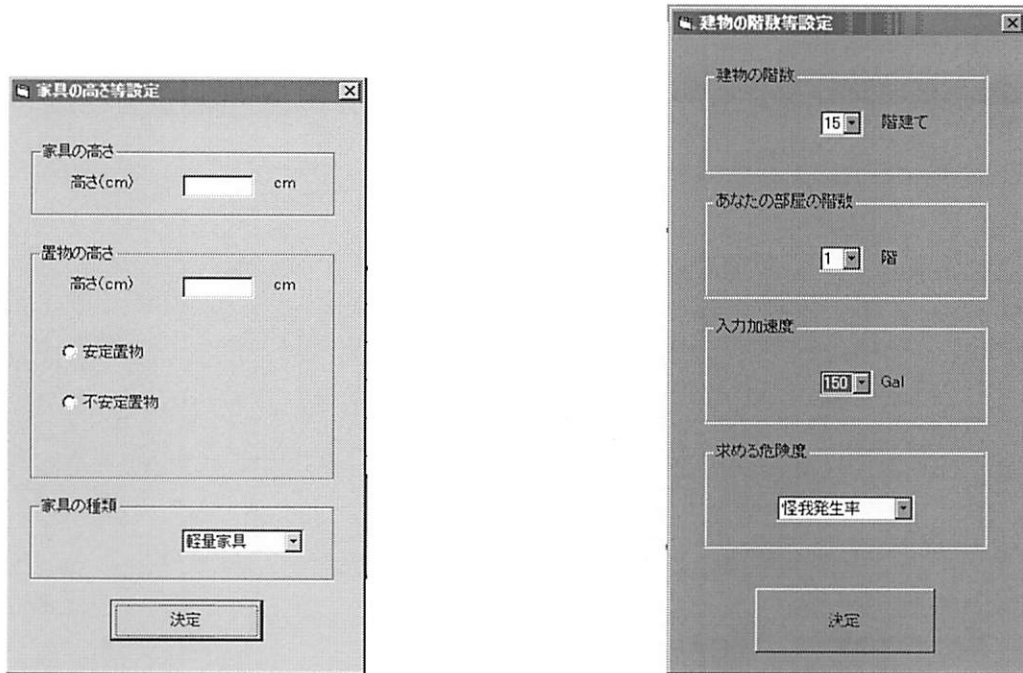 家具の高さ等設定
家具の高さ
高さ(cm) cm
置物の高さ
高さ(cm) cm
安定置物
不安定置物
家具の種類
軽量家具
決定
建物の階数等設定
建物の階数
15 階建て
あなたの部屋の階数
1 階
入力加速度
150 Gal
求める危険度
怪我発生率
決定